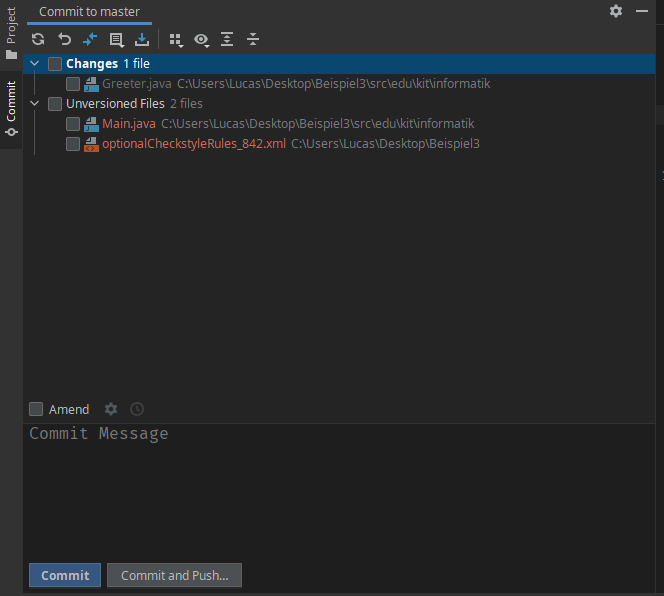 Commit to master
Project
Commit
Changes 1 file
Greeter.java C:\Users\Lucas\Desktop\Beispiel3\src\edu\kit\informatik
Unversioned Files 2 files
Main.java C:\Users\Lucas\Desktop\Beispiel3\src\edu\kit\informatik
optionalCheckstyleRules_842.xml C:\Users\Lucas\Desktop\Beispiel3
Amend
Commit Message
Commit Commit and Push...